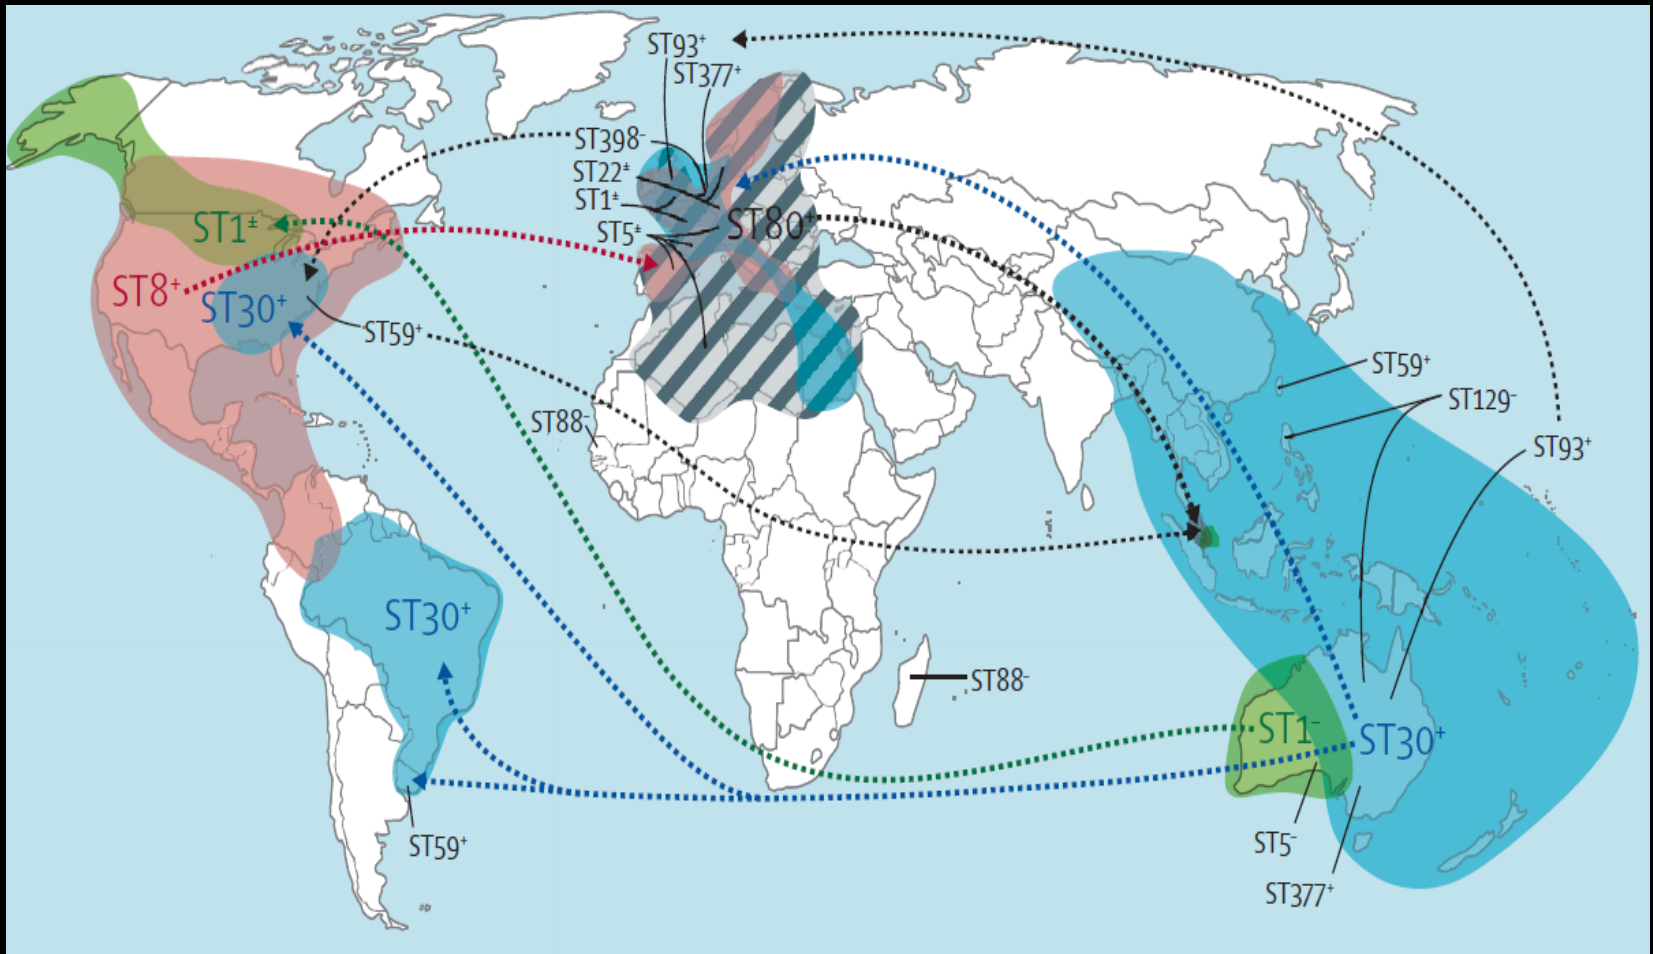 ST93⁺
ST377⁺
ST398⁻
ST22±
ST1±
ST5±
ST80⁺
ST1±
ST8⁺
ST30⁺
ST59⁺
ST88⁻
ST59⁺
ST129⁻
ST93⁺
ST30⁺
ST88⁻
ST1⁻
ST30⁺
ST59⁺
ST5⁻
ST377⁺